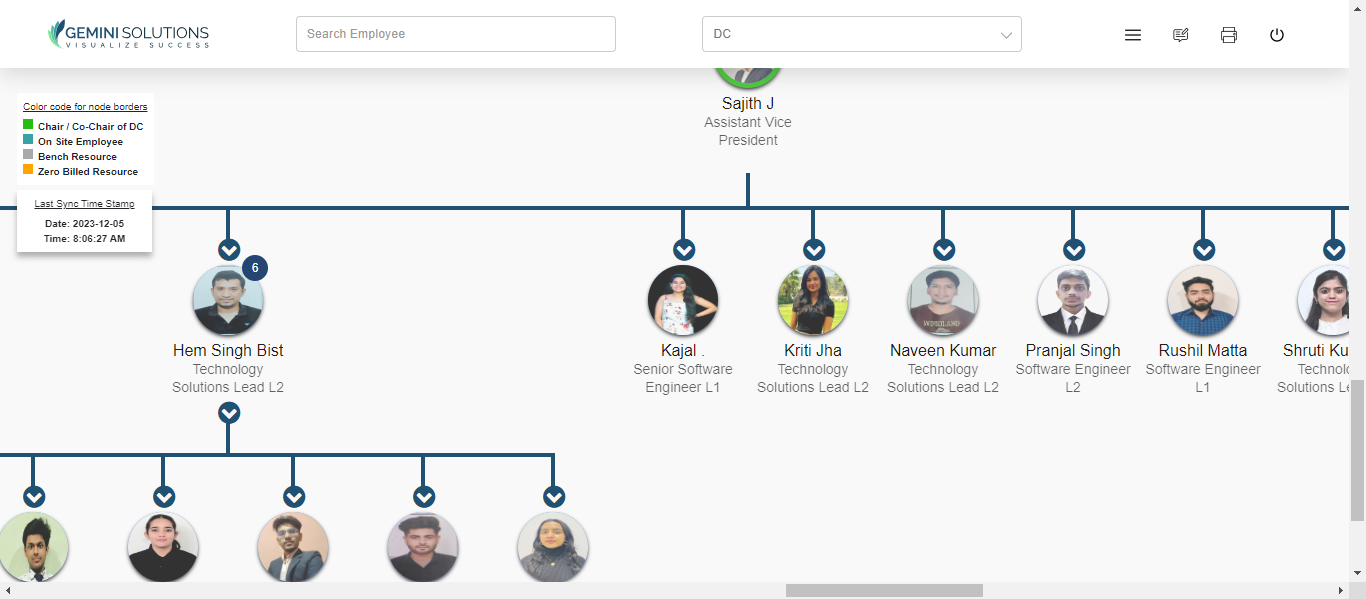 GEMINI SOLUTIONS
VISUALIZE SUCCESS
Search Employee
DC
Color code for node borders
Chair / Co-Chair of DC
On Site Employee
Bench Resource
Zero Billed Resource
Last Sync Time Stamp
Date: 2023-12-05
Time: 8:06:27 AM
Sajith J
Assistant Vice
President
6
Hem Singh Bist
Technology
Solutions Lead L2
Kajal .
Senior Software
Engineer L1
Kriti Jha
Technology
Solutions Lead L2
WOODLAND
Naveen Kumar
Technology
Solutions Lead L2
Pranjal Singh
Software Engineer
L2
Rushil Matta
Software Engineer
L1
Shruti Ku
Technolo
Solutions Le